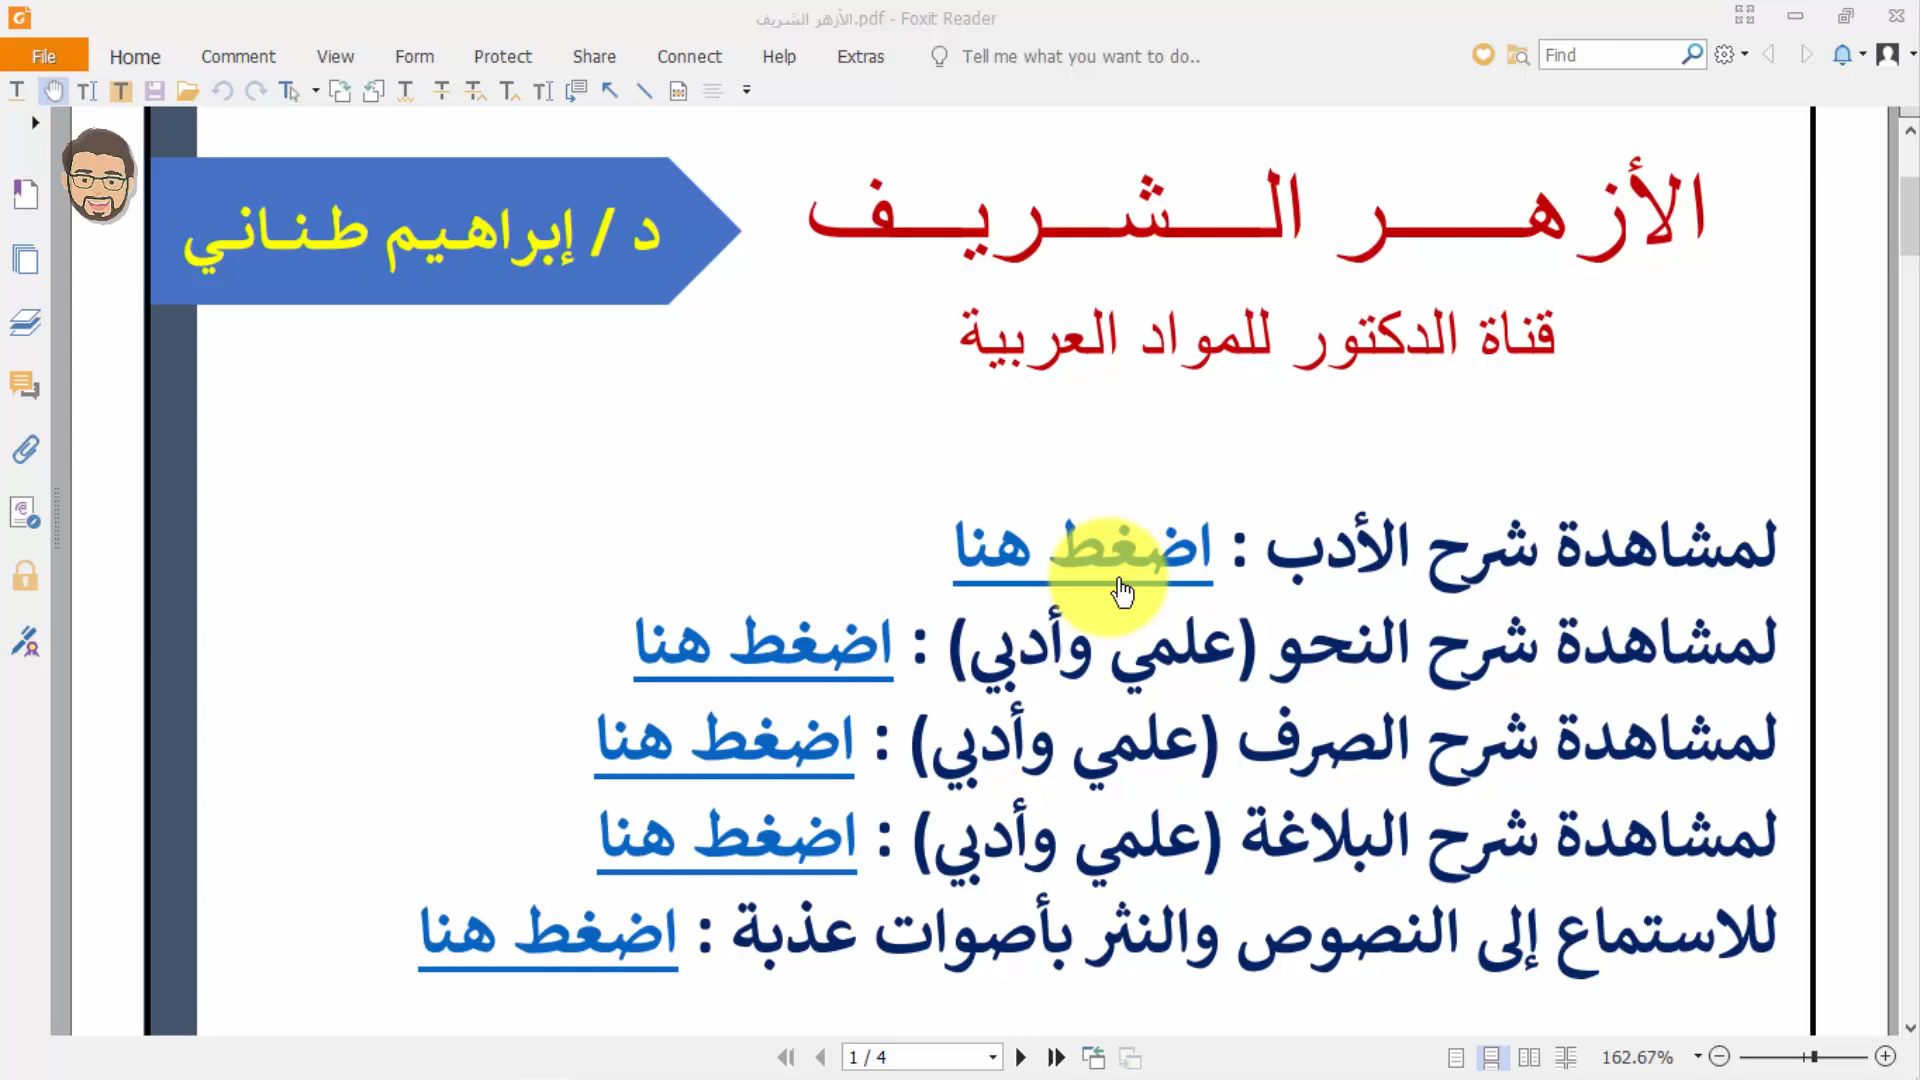 الأزهر الشريف.pdf - Foxit Reader
File Home Comment View Form Protect Share Connect Help Extras Tell me what you want to do.. Find
الأزهـــر الـــشـــريـــف
د / إبراهيم طناني
قناة الدكتور للمواد العربية
لمشاهدة شرح الأدب : اضغط هنا
لمشاهدة شرح النحو (علمي وأدبي) : اضغط هنا
لمشاهدة شرح الصرف (علمي وأدبي) : اضغط هنا
لمشاهدة شرح البلاغة (علمي وأدبي) : اضغط هنا
للاستماع إلى النصوص والنثر بأصوات عذبة : اضغط هنا
1 / 4 162.67%